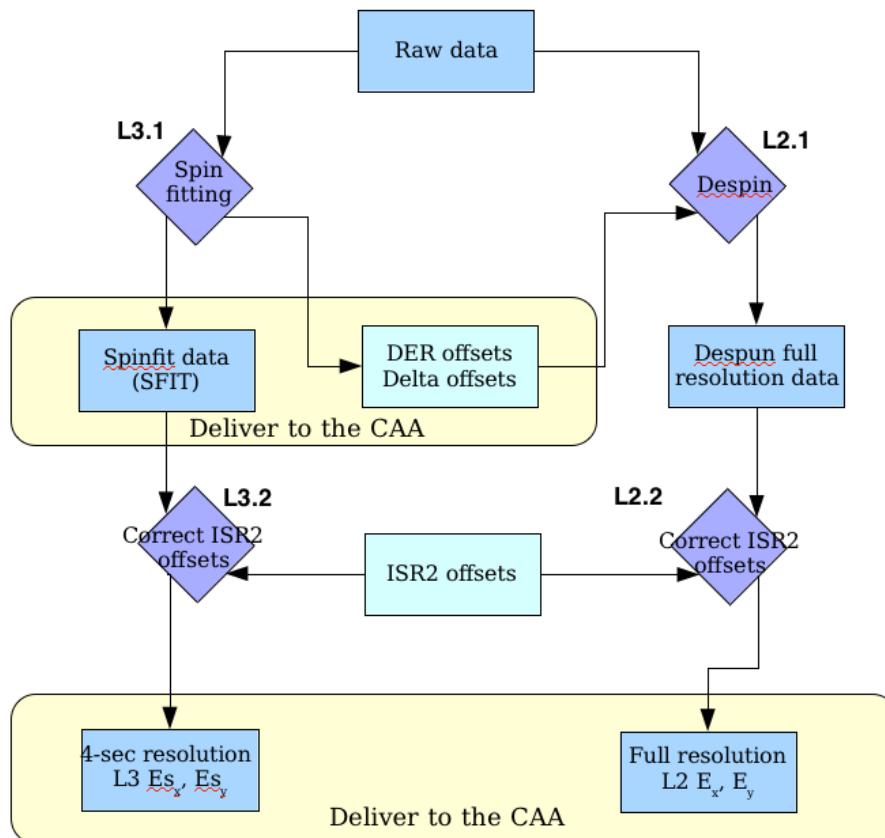 Raw data
L3.1
Spin
fitting
L2.1
Despin
Spinfit data
(SFIT)
DER offsets
Delta offsets
Despun full
resolution data
Deliver to the CAA
L3.2
Correct ISR2
offsets
ISR2 offsets
L2.2
Correct ISR2
offsets
4-sec resolution
L3 Esx, Esy
Full resolution
L2 Ex, Ey
Deliver to the CAA